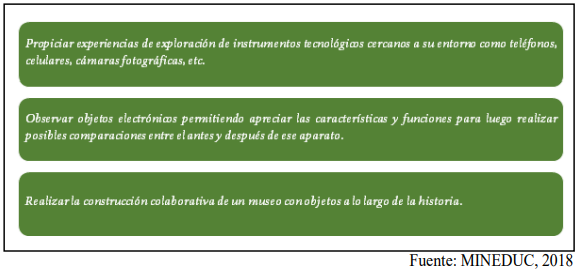 Propiciar experiencias de exploración de instrumentos tecnológicos cercanos a su entorno como teléfonos,
celulares, cámaras fotográficas, etc.
Observar objetos electrónicos permitiendo apreciar las características y funciones para luego realizar
posibles comparaciones entre el antes y después de ese aparato.
Realizar la construcción colaborativa de un museo con objetos a lo largo de la historia.
Fuente: MINEDUC, 2018